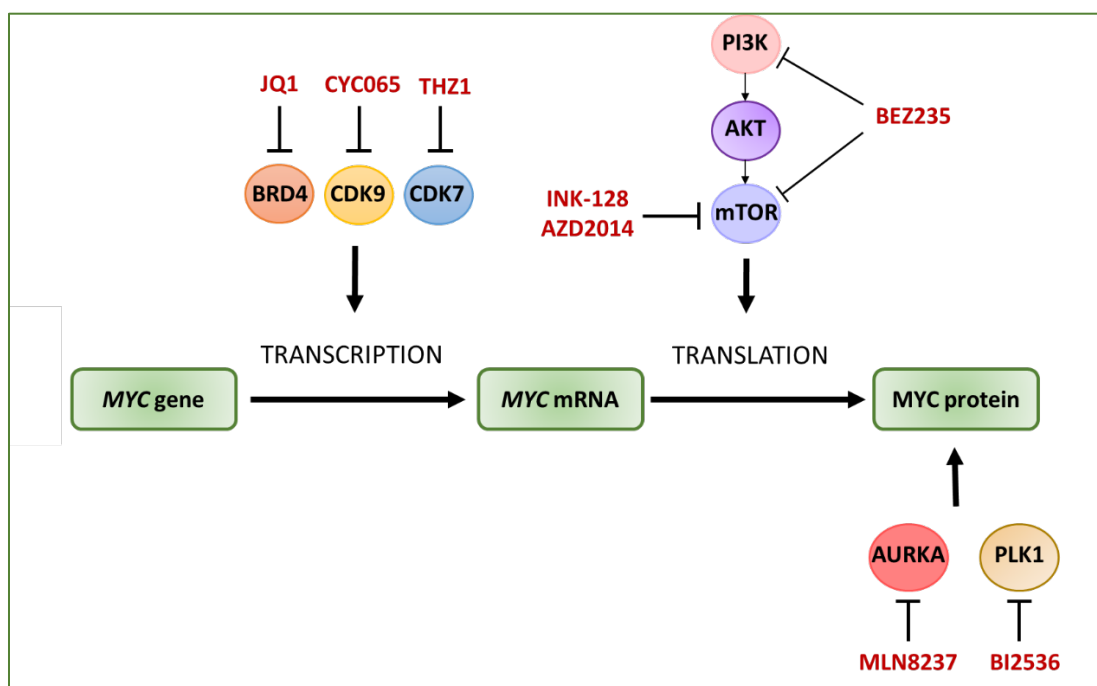 PI3K
JQ1 CYC065 THZ1
BEZ235
AKT
BRD4 CDK9 CDK7
INK-128
AZD2014
mTOR
TRANSCRIPTION
TRANSLATION
MYC gene
MYC mRNA
MYC protein
AURKA
PLK1
MLN8237
BI2536